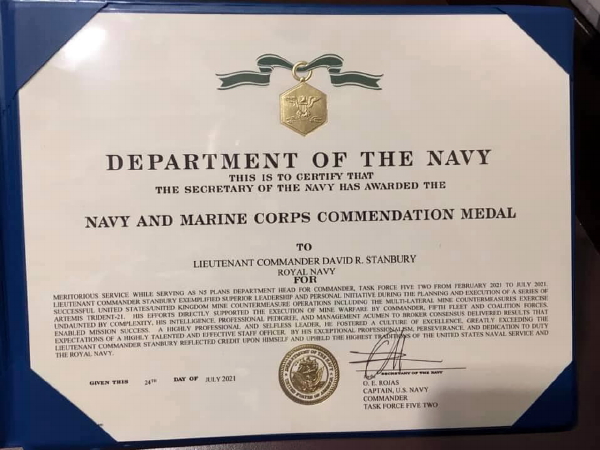 DEPARTMENT OF THE NAVY
THIS IS TO CERTIFY THAT
THE SECRETARY OF THE NAVY HAS AWARDED THE
NAVY AND MARINE CORPS COMMENDATION MEDAL
TO
LIEUTENANT COMMANDER DAVID R. STANBURY
ROYAL NAVY
FOR
MERITORIOUS SERVICE WHILE SERVING AS N5 PLANS DEPARTMENT HEAD FOR COMMANDER, TASK FORCE FIVE TWO FROM FEBRUARY 2021 TO JULY 2021.
LIEUTENANT COMMANDER STANBURY EXEMPLIFIED SUPERIOR LEADERSHIP AND PERSONAL INITIATIVE DURING THE PLANNING AND EXECUTION OF A SERIES OF
SUCCESSFUL UNITED STATES/UNITED KINGDOM MINE COUNTERMEASURE OPERATIONS INCLUDING THE MULTI-LATERAL MINE COUNTERMEASURES EXERCISE
ARTEMIS TRIDENT-21. HIS EFFORTS DIRECTLY SUPPORTED THE EXECUTION OF MINE WARFARE BY COMMANDER, FIFTH FLEET AND COALITION FORCES.
UNDAUNTED BY COMPLEXITY, HIS INTELLIGENCE, PROFESSIONAL PEDIGREE, AND MANAGEMENT ACUMEN TO BROKER CONSENSUS DELIVERED RESULTS THAT
ENABLED MISSION SUCCESS. A HIGHLY PROFESSIONAL AND SELFLESS LEADER, HE FOSTERED A CULTURE OF EXCELLENCE, GREATLY EXCEEDING THE
EXPECTATIONS OF A HIGHLY TALENTED AND EFFECTIVE STAFF OFFICER. BY HIS EXCEPTIONAL PROFESSIONALISM, PERSEVERANCE, AND DEDICATION TO DUTY
LIEUTENANT COMMANDER STANBURY REFLECTED CREDIT UPON HIMSELF AND UPHELD THE HIGHEST TRADITIONS OF THE UNITED STATES NAVAL SERVICE AND
THE ROYAL NAVY.
GIVEN THIS 24TH DAY OF JULY 2021
SECRETARY OF THE NAVY
O. E. ROJAS
CAPTAIN, U.S. NAVY
COMMANDER
TASK FORCE FIVE TWO